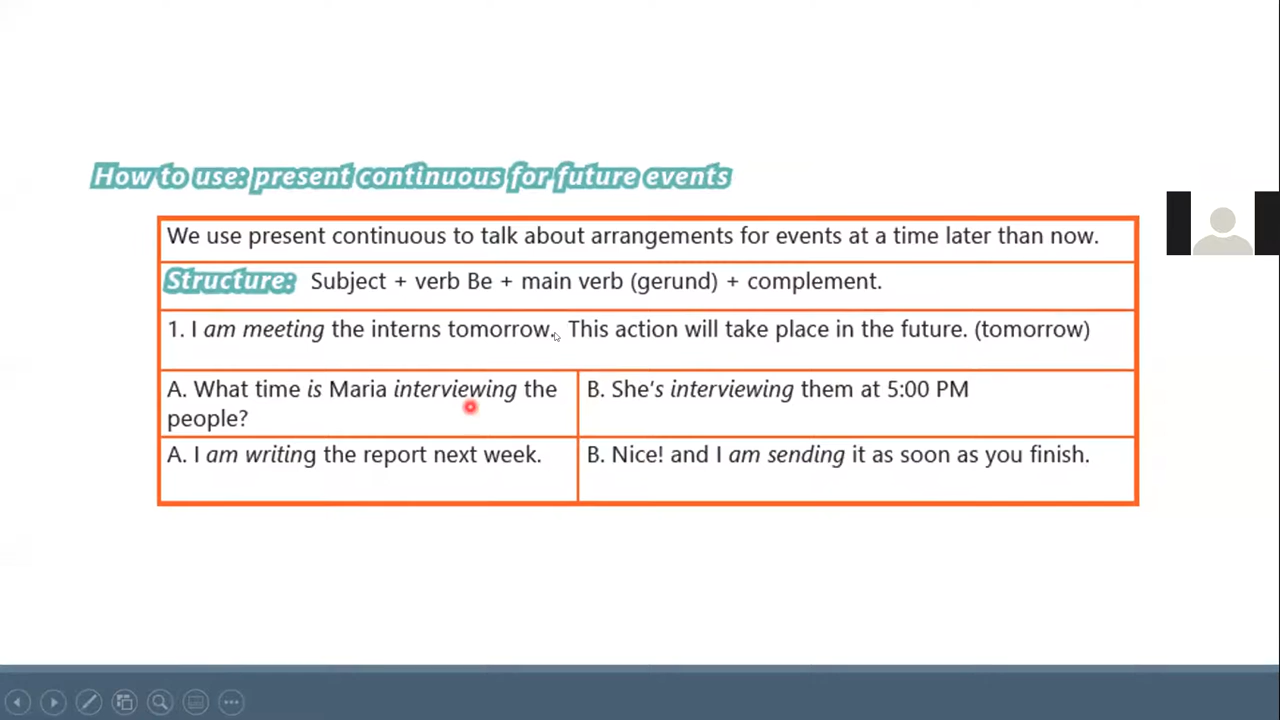 How to use: present continuous for future events
We use present continuous to talk about arrangements for events at a time later than now.
Structure: Subject + verb Be + main verb (gerund) + complement.
1. I am meeting the interns tomorrow. This action will take place in the future. (tomorrow)
A. What time is Maria interviewing the
people?
B. She's interviewing them at 5:00 PM
A. I am writing the report next week.
B. Nice! and I am sending it as soon as you finish.